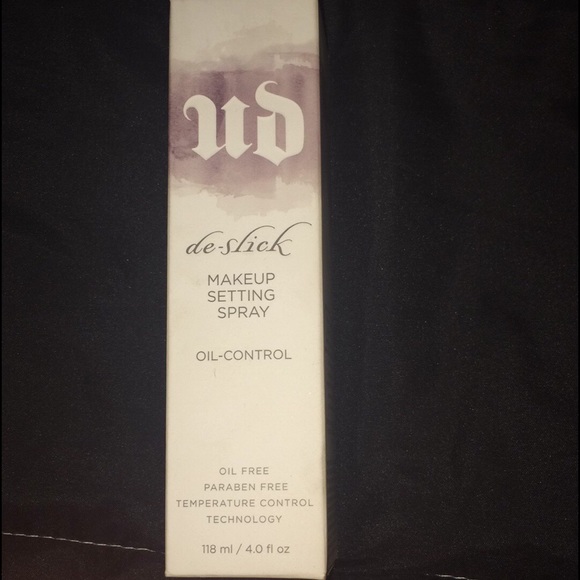 ud
de-slick
MAKEUP
SETTING
SPRAY
OIL-CONTROL
OIL FREE
PARABEN FREE
TEMPERATURE CONTROL
TECHNOLOGY
118 ml / 4.0 fl oz